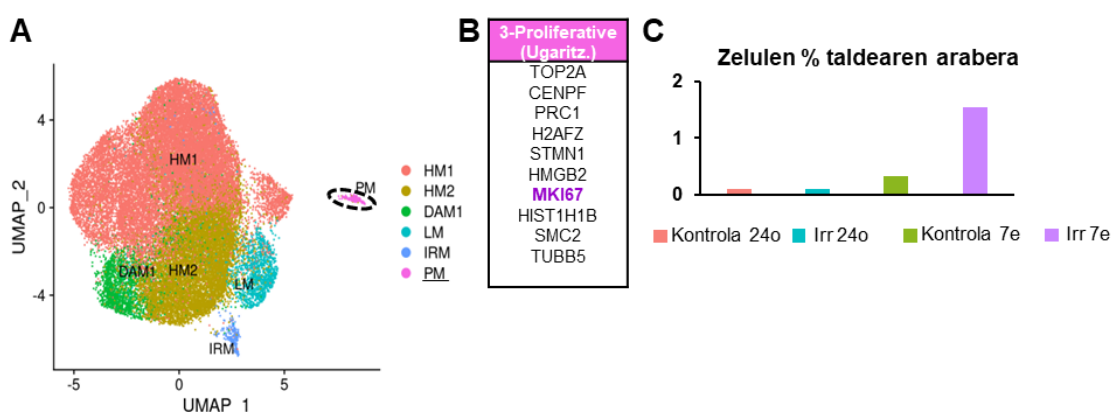 A
UMAP_2
4
0
-4
-5
0
5
UMAP_1
HM1
PM
DAM1
HM2
LM
IRM
HM1
HM2
DAM1
LM
IRM
PM
B
3-Proliferative
(Ugaritz.)
TOP2A
CENPF
PRC1
H2AFZ
STMN1
HMGB2
MKI67
HIST1H1B
SMC2
TUBB5
C
Zelulen % taldearen arabera
2
1
0
Kontrola 24o Irr 24o Kontrola 7e Irr 7e